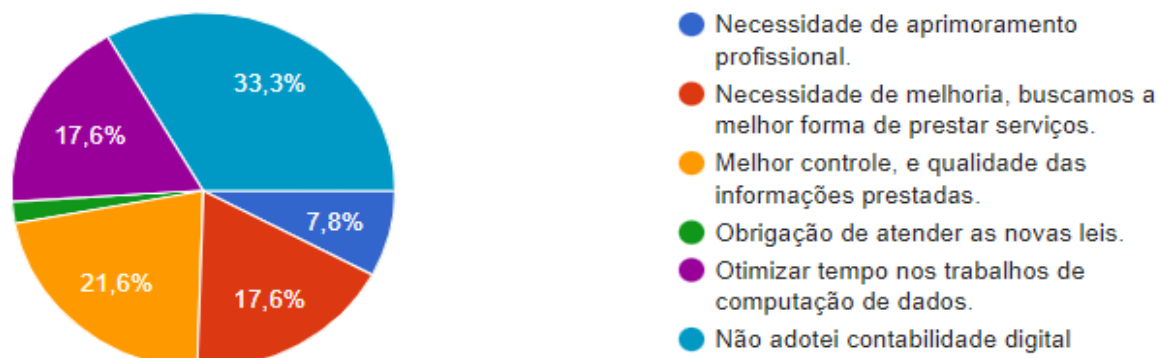 33,3%
17,6%
7,8%
21,6%
17,6%
Necessidade de aprimoramento
profissional.
Necessidade de melhoria, buscamos a
melhor forma de prestar serviços.
Melhor controle, e qualidade das
informações prestadas.
Obrigação de atender as novas leis.
Otimizar tempo nos trabalhos de
computação de dados.
Não adotei contabilidade digital